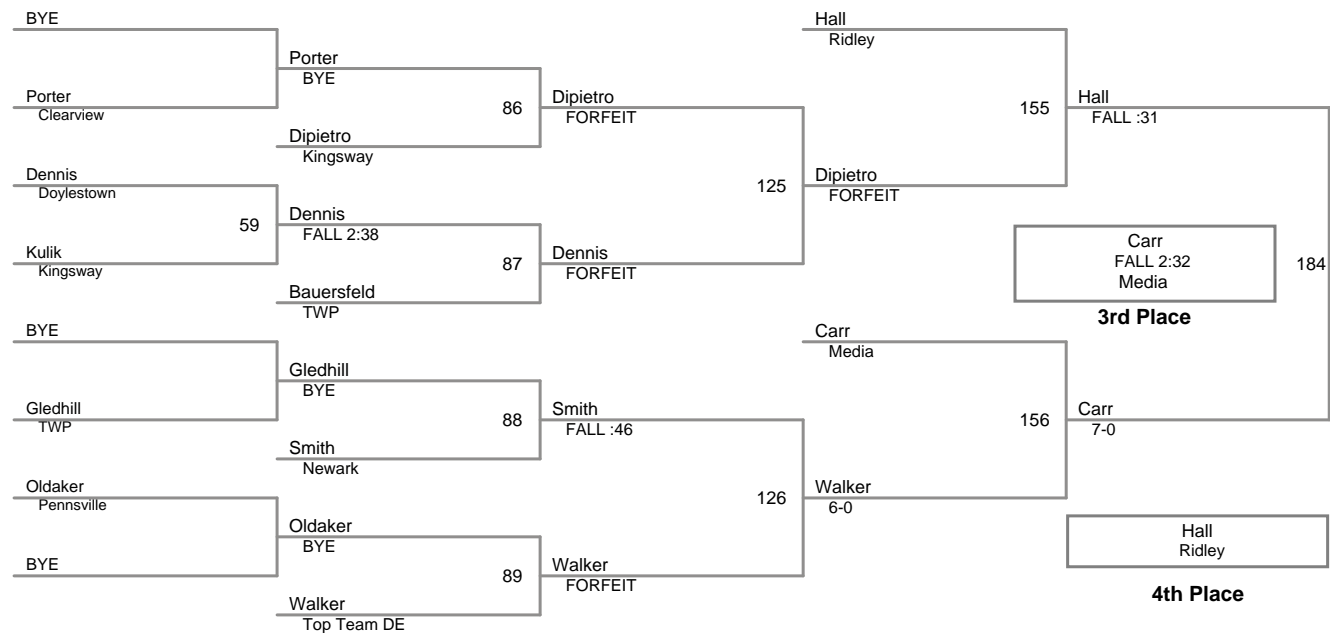 BYE
Porter
Clearview
Dennis
Doylestown
59
Kulik
Kingsway
BYE
Gledhill
TWP
Oldaker
Pennsville
BYE
Porter
BYE
86
Dipietro
Kingsway
Dennis
FALL 2:38
87
Bauersfeld
TWP
Gledhill
BYE
88
Smith
Newark
Oldaker
BYE
89
Walker
Top Team DE
Dipietro
FORFEIT
125
Dennis
FORFEIT
Smith
FALL :46
126
Walker
FORFEIT
Hall
Ridley
155
Dipietro
FORFEIT
Carr
Media
156
Walker
6-0
Hall
FALL :31
184
Carr
7-0
Carr
FALL 2:32
Media
3rd Place
Hall
Ridley
4th Place